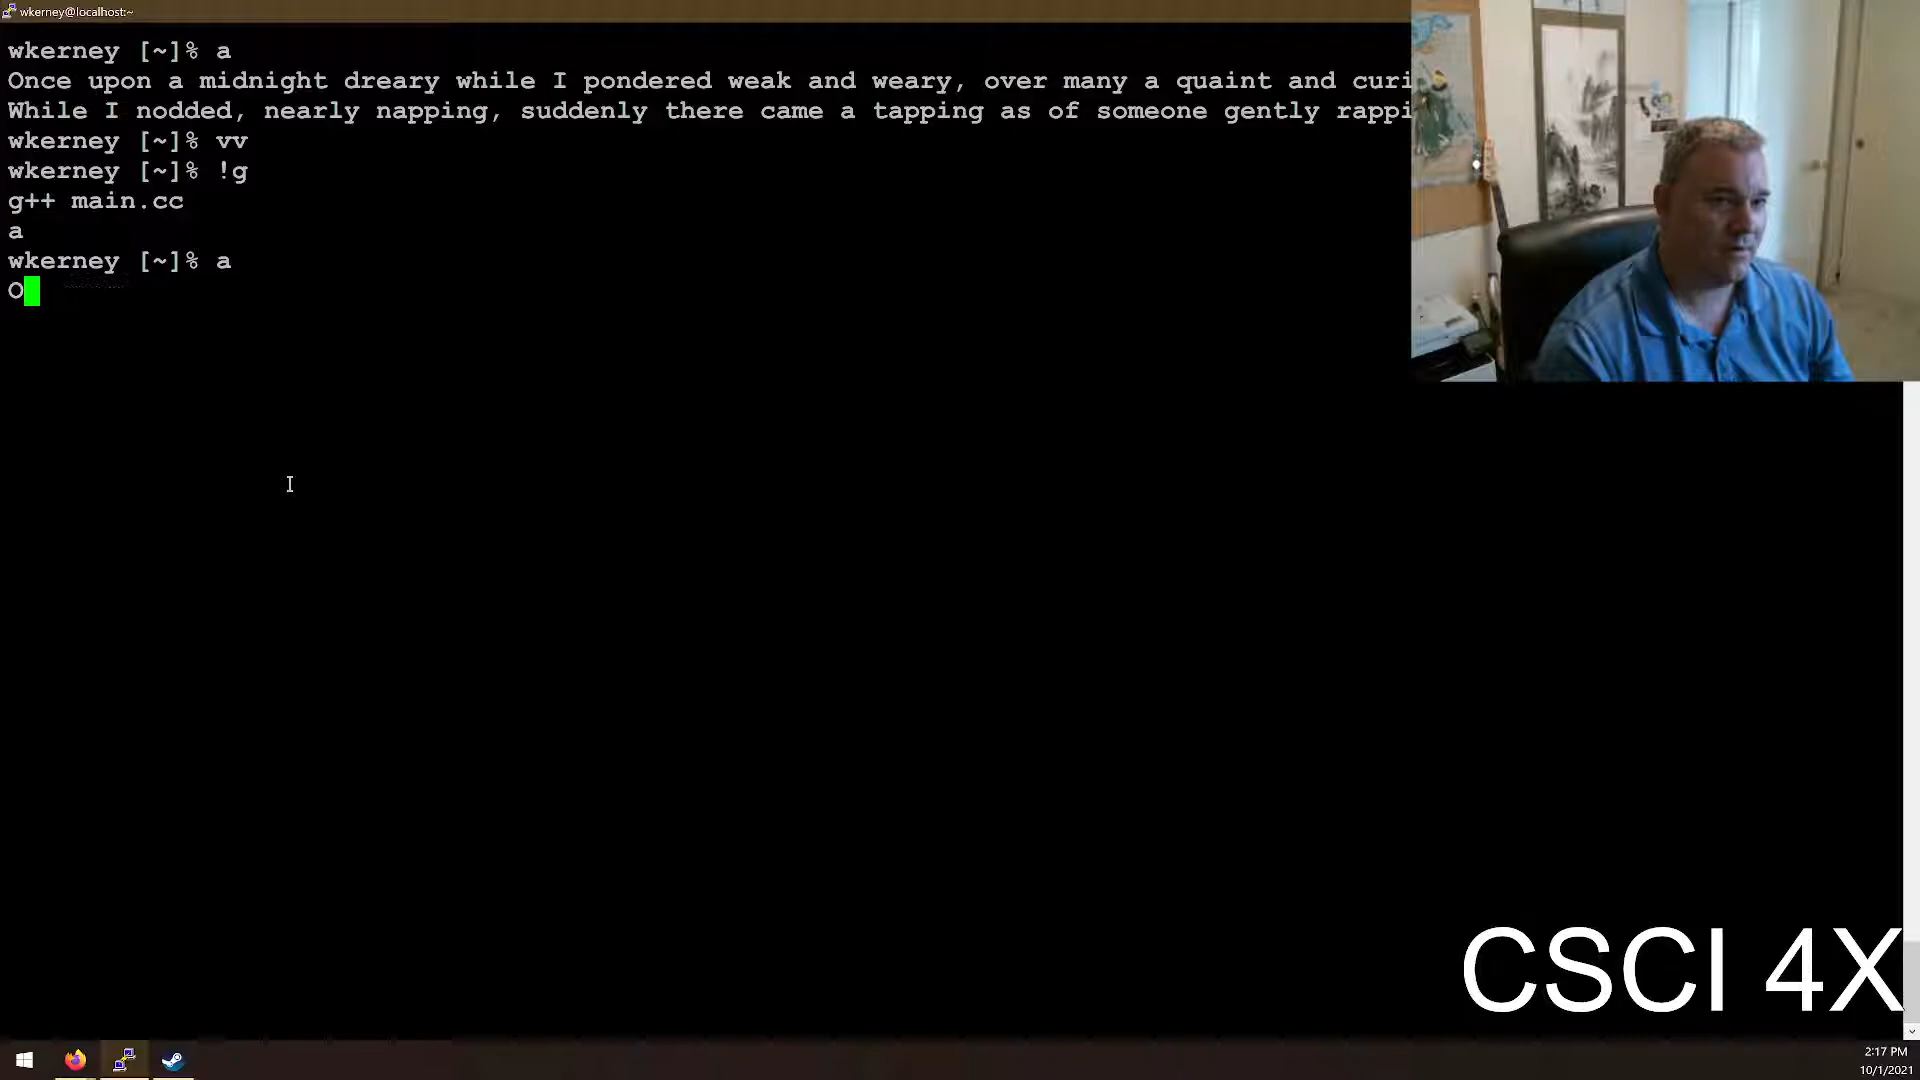 wkerney@localhost:~
wkerney [~]% a
Once upon a midnight dreary while I pondered weak and weary, over many a quaint and curi
While I nodded, nearly napping, suddenly there came a tapping as of someone gently rappi
wkerney [~]% vv
wkerney [~]% !g
g++ main.cc
a
wkerney [~]% a
O
CSCI 4X
2:17 PM
10/1/2021